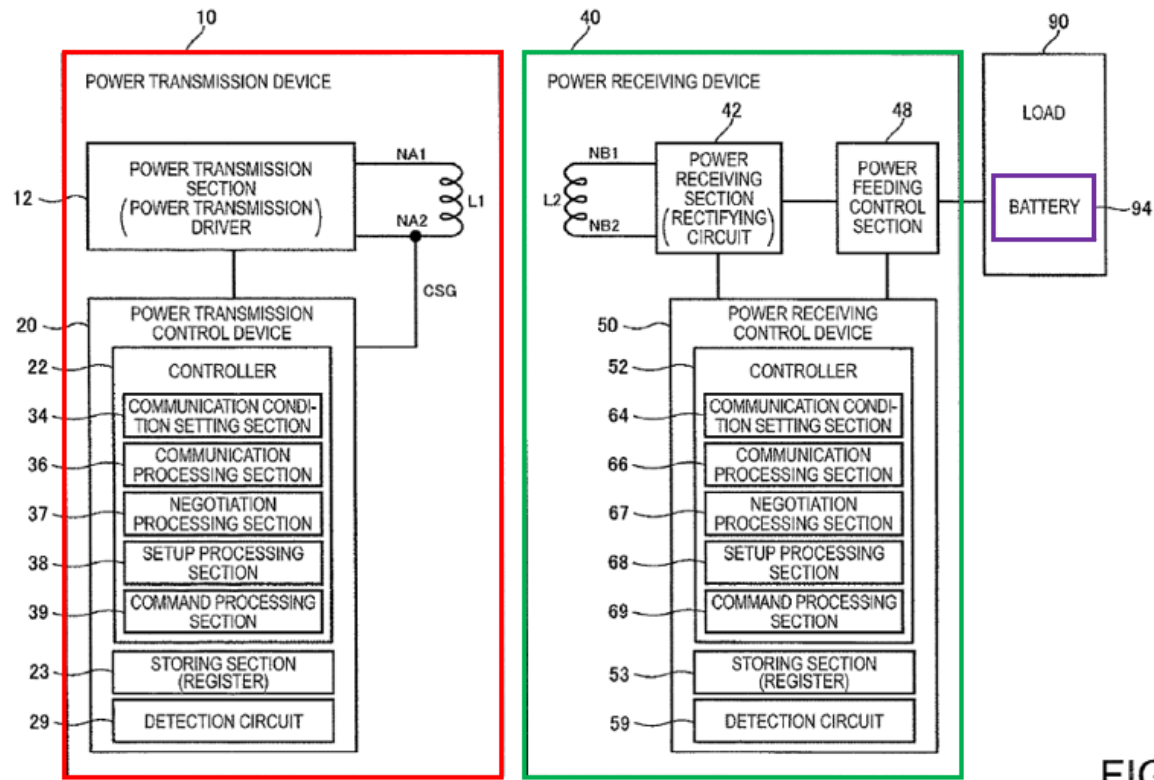 10
40
90
POWER TRANSMISSION DEVICE
POWER RECEIVING DEVICE
LOAD
12
POWER TRANSMISSION
SECTION
(POWER TRANSMISSION)
DRIVER
NA1
NA2
L1
CSG
NB1
NB2
L2
42
POWER
RECEIVING
SECTION
(RECTIFYING)
CIRCUIT
48
POWER
FEEDING
CONTROL
SECTION
BATTERY
94
20
POWER TRANSMISSION
CONTROL DEVICE
22
CONTROLLER
34
COMMUNICATION CONDI-
TION SETTING SECTION
36
COMMUNICATION
PROCESSING SECTION
37
NEGOTIATION
PROCESSING SECTION
38
SETUP PROCESSING
SECTION
39
COMMAND PROCESSING
SECTION
23
STORING SECTION
(REGISTER)
29
DETECTION CIRCUIT
50
POWER RECEIVING
CONTROL DEVICE
52
CONTROLLER
64
COMMUNICATION CONDI-
TION SETTING SECTION
66
COMMUNICATION
PROCESSING SECTION
67
NEGOTIATION
PROCESSING SECTION
68
SETUP PROCESSING
SECTION
69
COMMAND PROCESSING
SECTION
53
STORING SECTION
(REGISTER)
59
DETECTION CIRCUIT